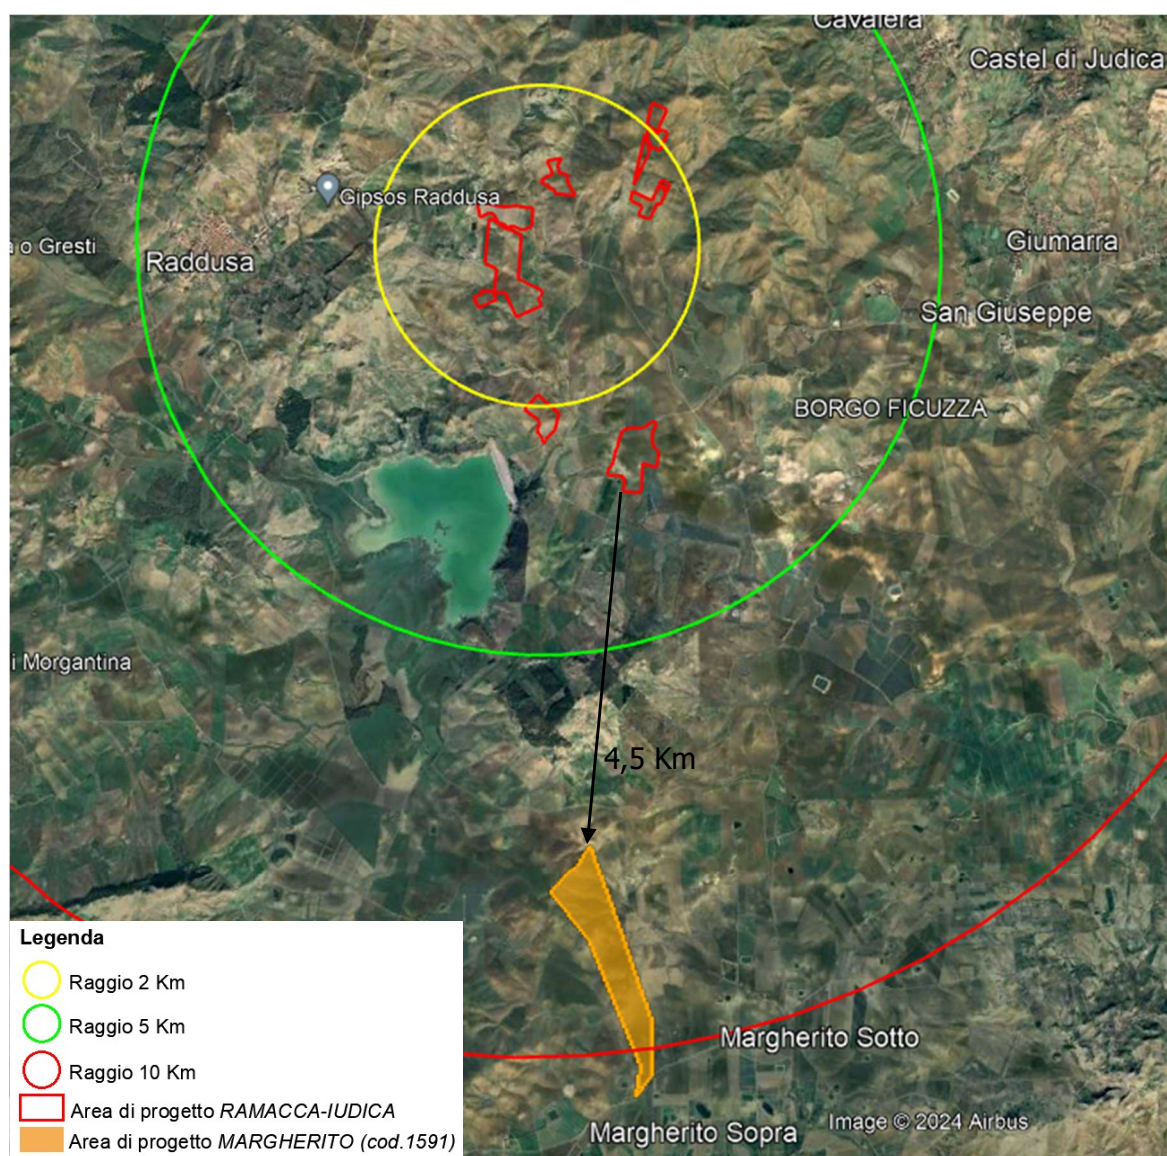 Cavalera
Castel di Judica
Gipsos Raddusa
a o Gresti
Raddusa
Giumarra
San Giuseppe
BORGO FICUZZA
i Morgantina
4,5 Km
Legenda
Raggio 2 Km
Raggio 5 Km
Raggio 10 Km
Area di progetto RAMACCA-IUDICA
Area di progetto MARGHERITO (cod.1591)
Margherito Sotto
Margherito Sopra
Image © 2024 Airbus